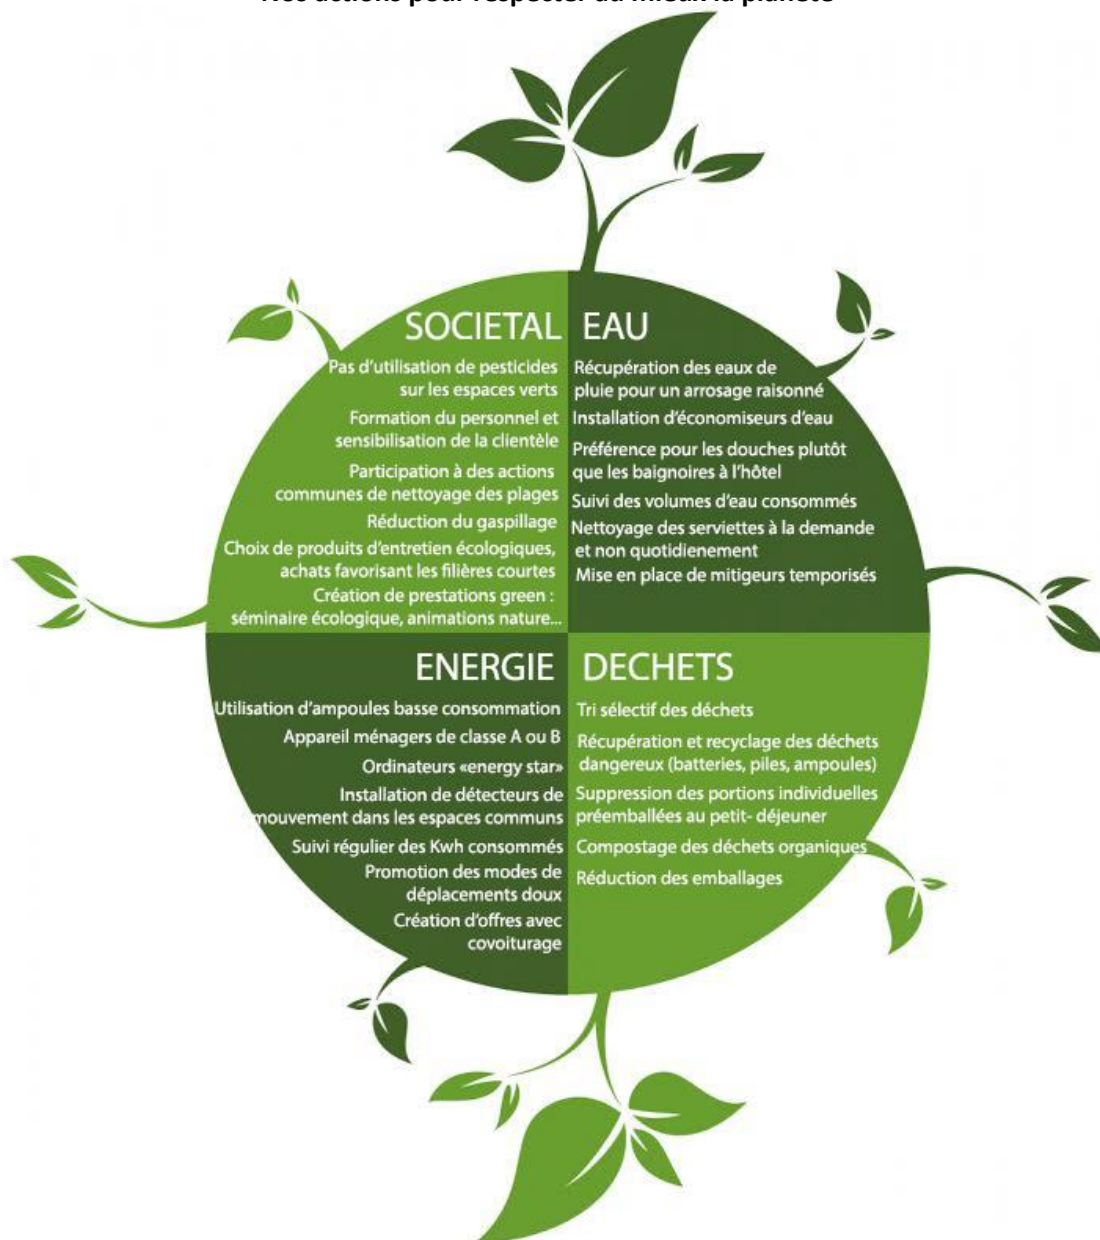 Nos actions pour respecter au mieux la planète
SOCIETAL
Pas d'utilisation de pesticides
sur les espaces verts
Formation du personnel et
sensibilisation de la clientèle
Participation à des actions
communes de nettoyage des plages
Réduction du gaspillage
Choix de produits d'entretien écologiques,
achats favorisant les filières courtes
Création de prestations green :
séminaire écologique, animations nature...
EAU
Récupération des eaux de
pluie pour un arrosage raisonné
Installation d'économiseurs d'eau
Préférence pour les douches plutôt
que les baignoires à l'hôtel
Suivi des volumes d'eau consommés
Nettoyage des serviettes à la demande
et non quotidienement
Mise en place de mitigeurs temporisés
ENERGIE
Utilisation d'ampoules basse consommation
Appareil ménagers de classe A ou B
Ordinateurs «energy star»
Installation de détecteurs de
mouvement dans les espaces communs
Suivi régulier des Kwh consommés
Promotion des modes de
déplacements doux
Création d'offres avec
covoiturage
DECHETS
Tri sélectif des déchets
Récupération et recyclage des déchets
dangereux (batteries, piles, ampoules)
Suppression des portions individuelles
préemballées au petit- déjeuner
Compostage des déchets organiques
Réduction des emballages